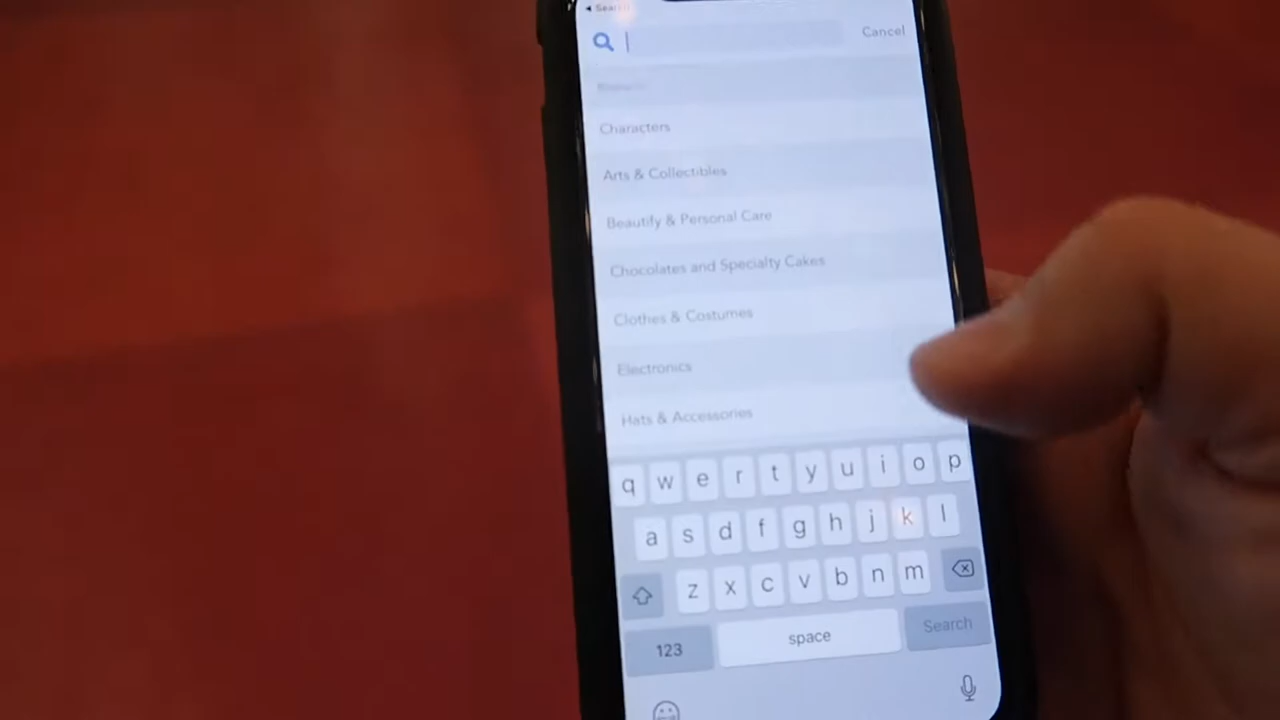 Search
Cancel
Characters
Arts & Collectibles
Beautify & Personal Care
Chocolates and Specialty Cakes
Clothes & Costumes
Electronics
Hats & Accessories
q w e r t y u i o p
a s d f g h j k l
z x c v b n m
123 space Search